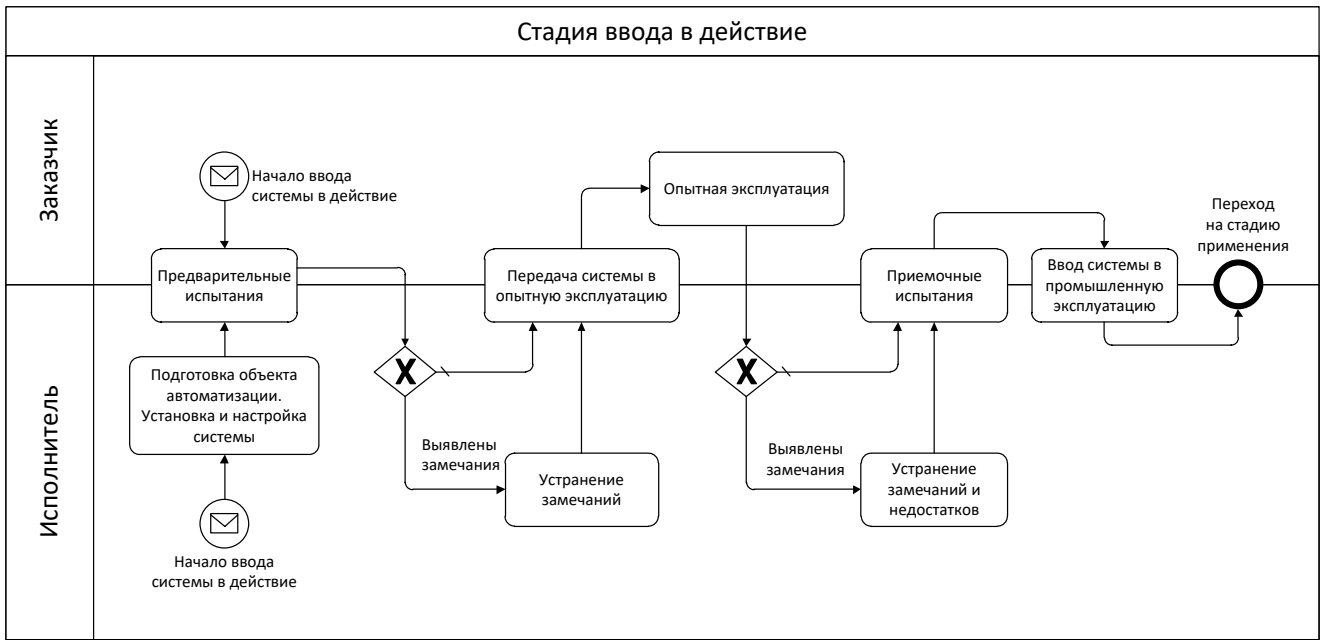 Стадия ввода в действие
Заказчик
Начало ввода
системы в действие
Опытная эксплуатация
Переход
на стадию
применения
Предварительные
испытания
Передача системы в
опытную эксплуатацию
Приемочные
испытания
Ввод системы в
промышленную
эксплуатацию
Исполнитель
X
X
Подготовка объекта
автоматизации.
Установка и настройка
системы
Выявлены
замечания
Устранение
замечаний
Выявлены
замечания
Устранение
замечаний и
недостатков
Начало ввода
системы в действие